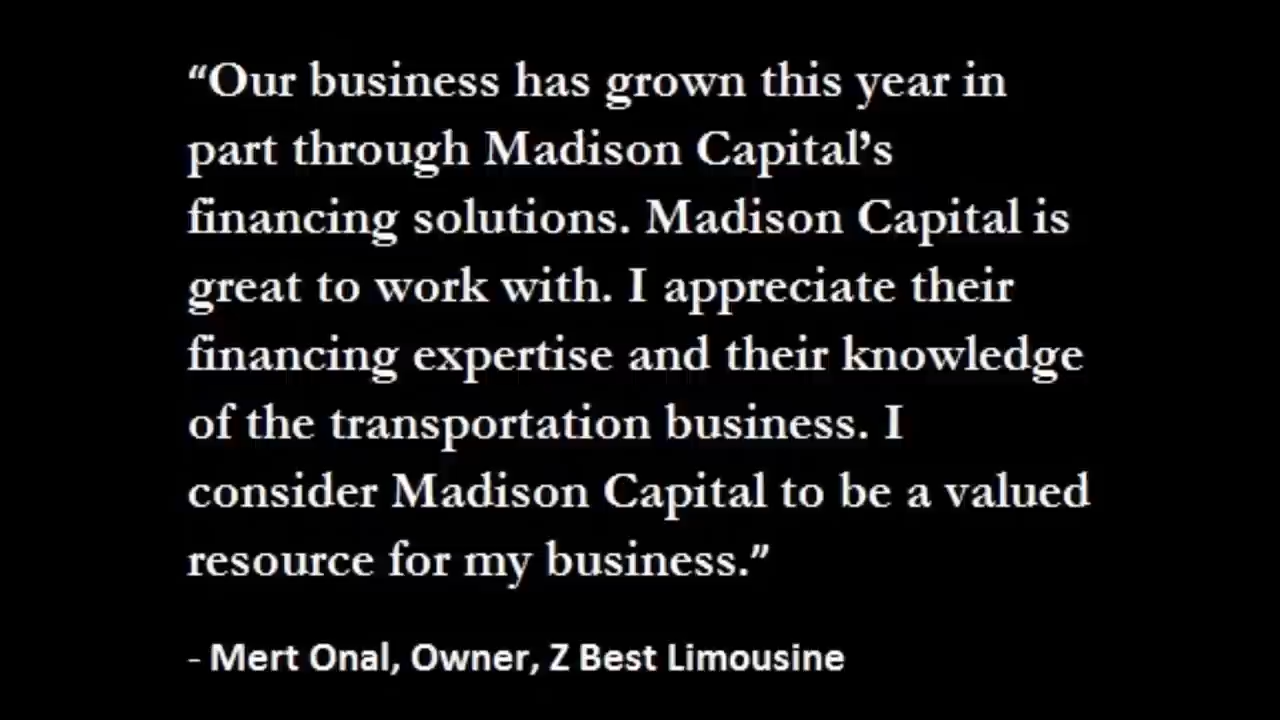 “Our business has grown this year in
part through Madison Capital’s
financing solutions. Madison Capital is
great to work with. I appreciate their
financing expertise and their knowledge
of the transportation business. I
consider Madison Capital to be a valued
resource for my business.”
- Mert Onal, Owner, Z Best Limousine